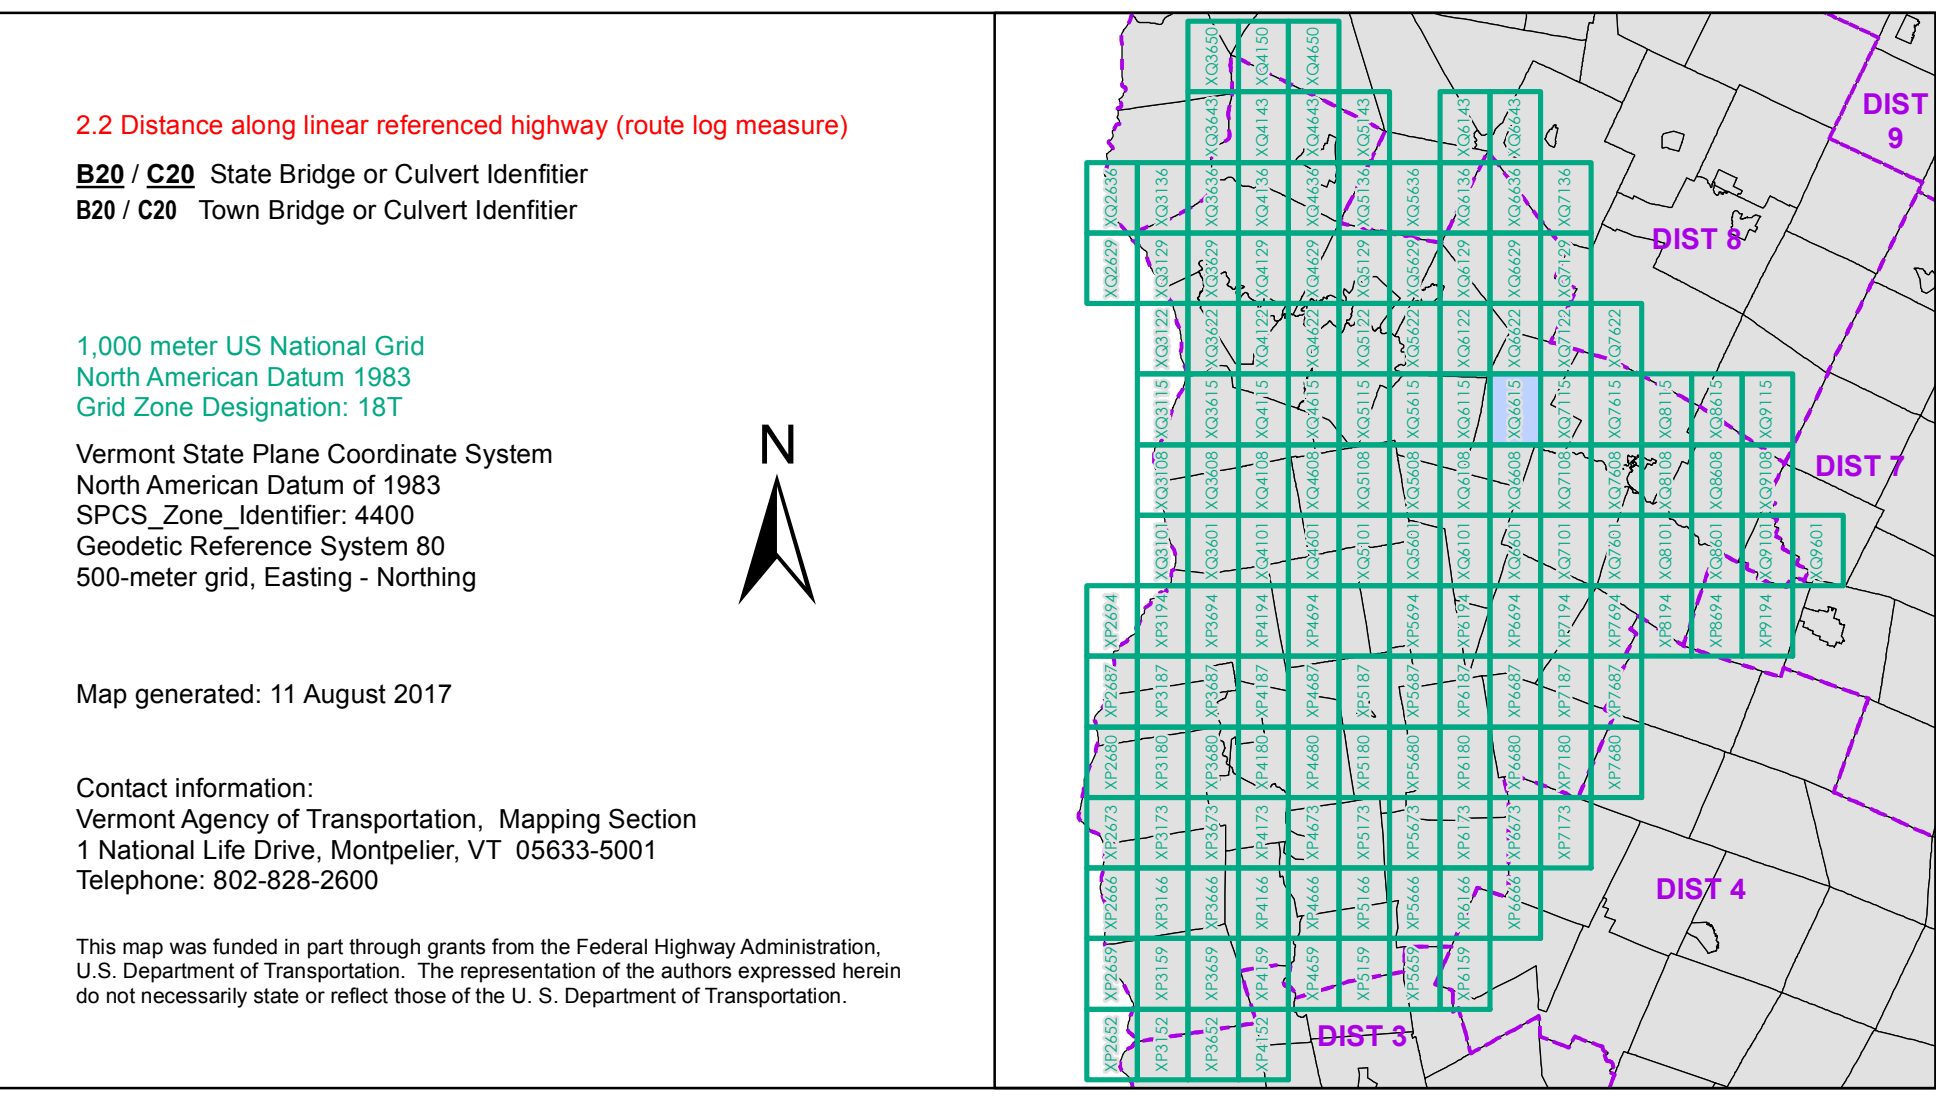 2.2 Distance along linear referenced highway (route log measure)
B20 / C20 State Bridge or Culvert Idenfitier
B20 / C20 Town Bridge or Culvert Idenfitier
1,000 meter US National Grid
North American Datum 1983
Grid Zone Designation: 18T
Vermont State Plane Coordinate System
North American Datum of 1983
SPCS_Zone_Identifier: 4400
Geodetic Reference System 80
500-meter grid, Easting - Northing
N
Map generated: 11 August 2017
Contact information:
Vermont Agency of Transportation, Mapping Section
1 National Life Drive, Montpelier, VT 05633-5001
Telephone: 802-828-2600
This map was funded in part through grants from the Federal Highway Administration,
U.S. Department of Transportation. The representation of the authors expressed herein
do not necessarily state or reflect those of the U. S. Department of Transportation.
XQ3650 XQ4150 XQ4650
XQ3643 XQ4143 XQ4643 XQ5143 XQ6143 XQ6643
DIST
9
XQ2636 XQ3136 XQ3636 XQ4136 XQ4636 XQ5136 XQ5636 XQ6136 XQ6636 XQ7136
XQ2629 XQ3129 XQ3629 XQ4129 XQ4629 XQ5129 XQ5629 XQ6129 XQ6629 XQ7129
DIST 8
XQ3122 XQ3622 XQ4122 XQ4622 XQ5122 XQ5622 XQ6122 XQ6622 XQ7122 XQ7622
XQ3115 XQ3615 XQ4115 XQ4615 XQ5115 XQ5615 XQ6115 XQ6615 XQ7115 XQ7615 XQ8115 XQ8615 XQ9115
XQ3108 XQ3608 XQ4108 XQ4608 XQ5108 XQ5608 XQ6108 XQ6608 XQ7108 XQ7608 XQ8108 XQ8608 XQ9108
DIST 7
XQ3101 XQ3601 XQ4101 XQ4601 XQ5101 XQ5601 XQ6101 XQ6601 XQ7101 XQ7601 XQ8101 XQ8601 XQ9101 XQ9601
XP2694 XP3194 XP3694 XP4194 XP4694 XP5194 XP5694 XP6194 XP6694 XP7194 XP7694 XP8194 XP8694 XP9194
XP2687 XP3187 XP3687 XP4187 XP4687 XP5187 XP5687 XP6187 XP6687 XP7187 XP7687
XP2680 XP3180 XP3680 XP4180 XP4680 XP5180 XP5680 XP6180 XP6680 XP7180 XP7680
XP2673 XP3173 XP3673 XP4173 XP4673 XP5173 XP5673 XP6173 XP6673 XP7173
XP2666 XP3166 XP3666 XP4166 XP4666 XP5166 XP5666 XP6166 XP6666
DIST 4
XP2659 XP3159 XP3659 XP4159 XP4659 XP5159 XP5659 XP6159
XP2652 XP3152 XP3652 XP4152
DIST 3